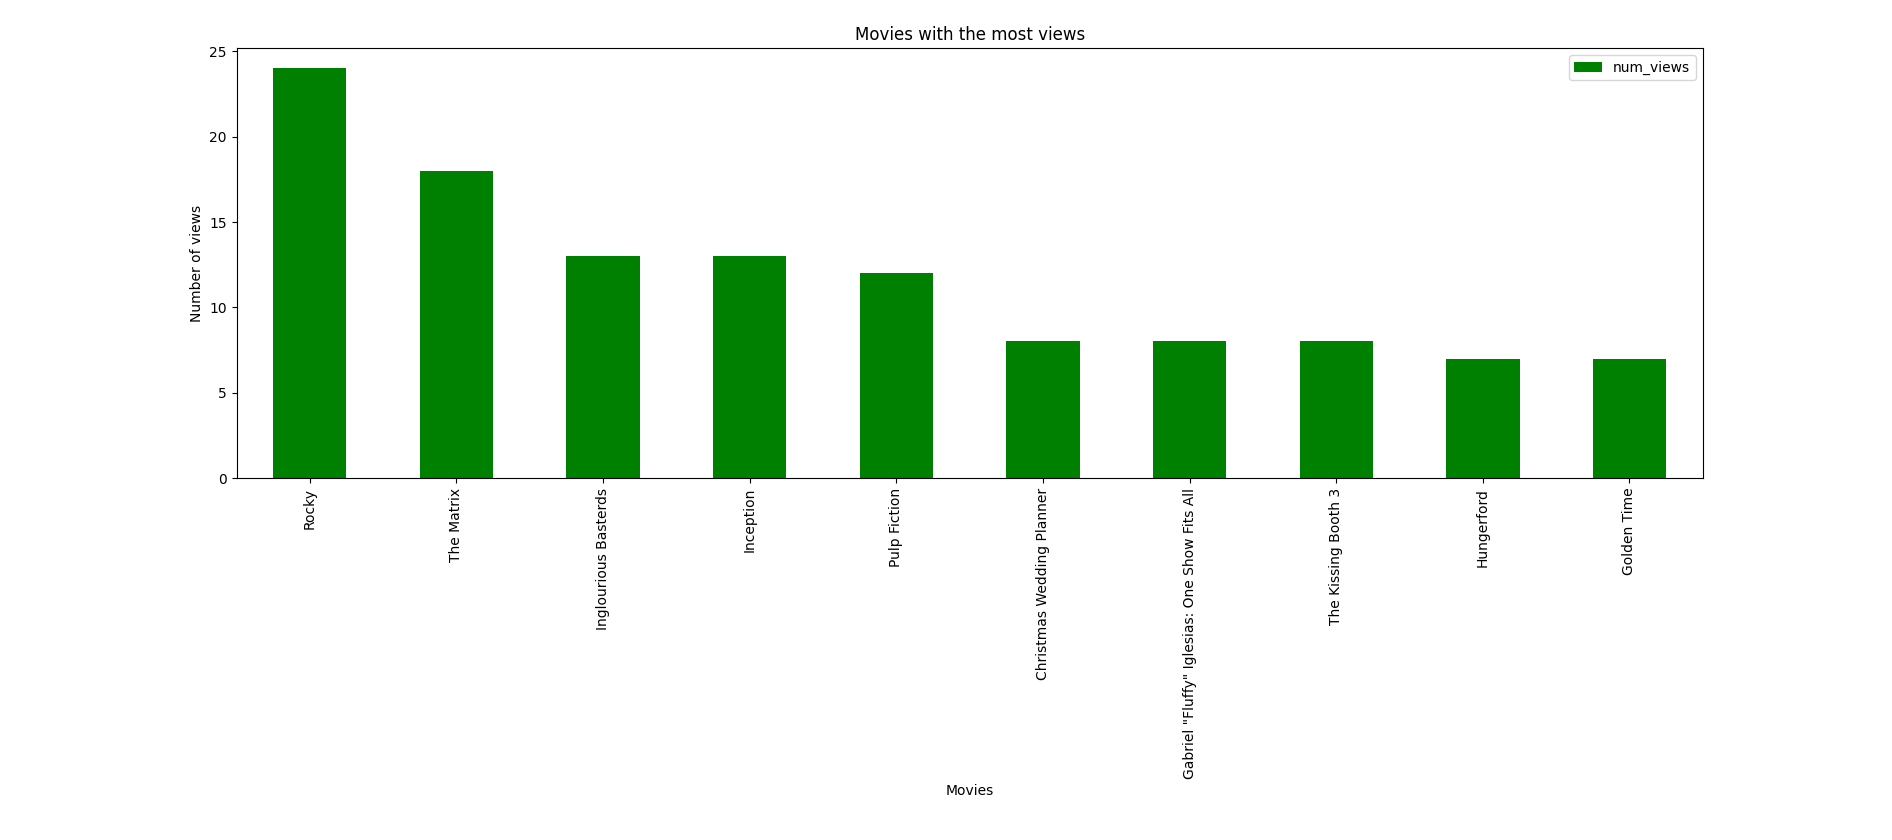 Movies with the most views
num_views
Number of views
25
20
15
10
5
0
Rocky
The Matrix
Inglourious Basterds
Inception
Pulp Fiction
Christmas Wedding Planner
Gabriel "Fluffy" Iglesias: One Show Fits All
The Kissing Booth 3
Hungerford
Golden Time
Movies